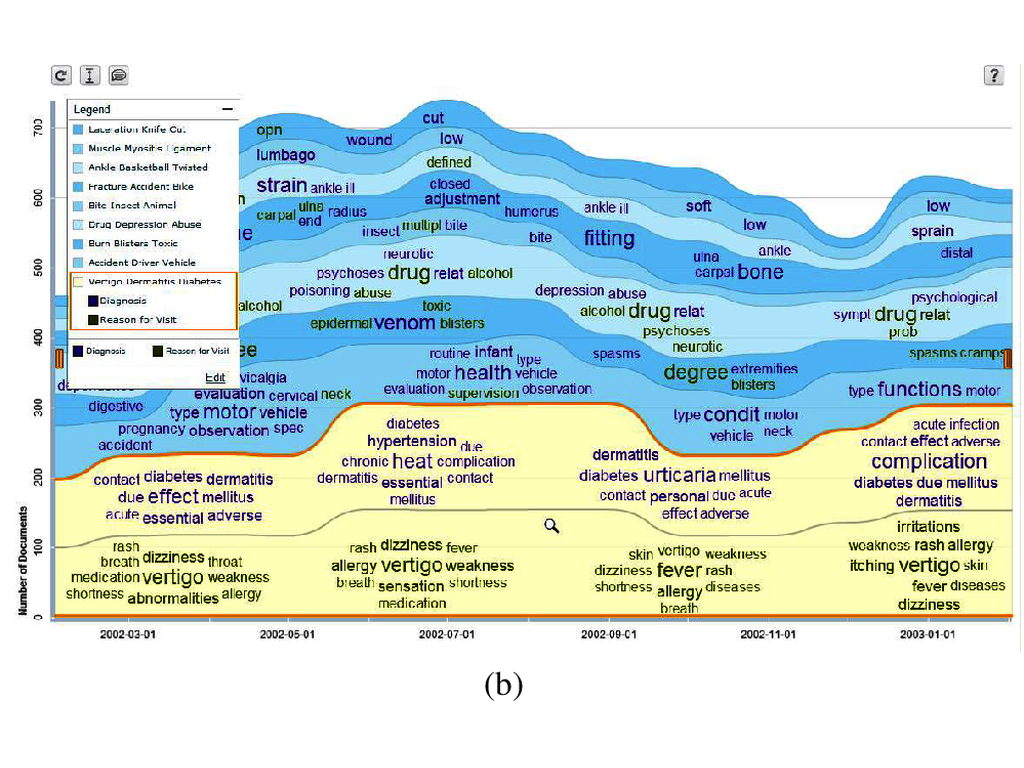 C
I
?
Legend
Laceration Knife Cut
Muscle Myositis Ligament
Ankle Basketball Twisted
Fracture Accident Bike
Bite Insect Animal
Drug Depression Abuse
Burn Blisters Toxic
Accident Driver Vehicle
Vertigo Dermatitis Diabetes
Diagnosis
Reason for Visit
Diagnosis Reason for Visit
Edit
700
600
500
400
300
200
100
0
Number of Documents
opn
wound
cut
low
lumbago
defined
strain ankle ill
closed
adjustment
carpal ulna
end radius
humerus
ankle ill
soft
low
low
sprain
distal
insect multipl bite
bite
fitting
ulna
carpal bone
ankle
neurotic
psychoses drug relat alcohol
poisoning abuse
depression abuse
alcohol drug relat
psychoses
neurotic
psychological
sympt drug relat
prob
alcohol
toxic
epidermal venom blisters
degree extremities
blisters
spasms cramps
routine infant type
motor health vehicle
evaluation supervision observation
spasms
type functions motor
digestive
evaluation cervical neck
type motor vehicle
pregnancy observation spec
accident
type condit motor
vehicle neck
contact diabetes dermatitis
due effect mellitus
acute essential adverse
diabetes
hypertension due
chronic heat complication
dermatitis essential contact
mellitus
dermatitis
diabetes urticaria mellitus
contact personal due acute
effect adverse
acute infection
contact effect adverse
complication
diabetes due mellitus
dermatitis
rash
breath dizziness throat
medication vertigo weakness
shortness abnormalities allergy
rash dizziness fever
allergy vertigo weakness
breath sensation shortness
medication
skin vertigo weakness
dizziness fever rash
shortness allergy diseases
breath
irritations
weakness rash allergy
itching vertigo skin
fever diseases
dizziness
2002-03-01 2002-05-01 2002-07-01 2002-09-01 2002-11-01 2003-01-01
(b)